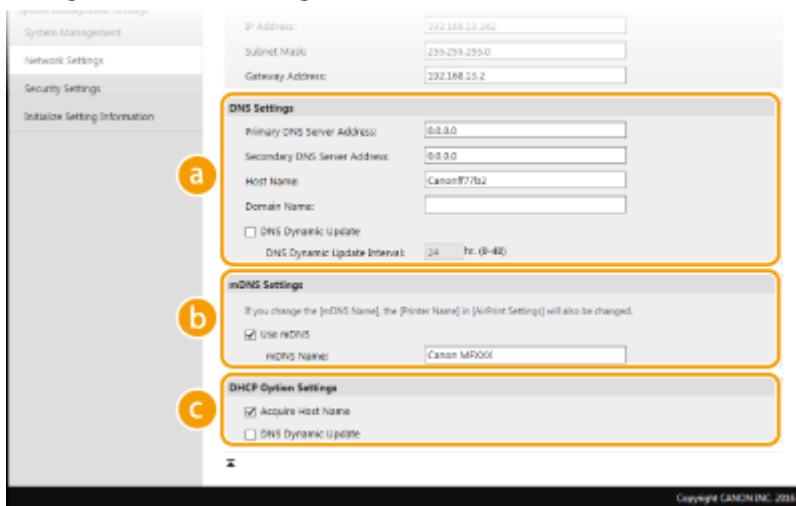 System Management
Network Settings
Security Settings
Initialize Setting Information
IP Address: 192.168.13.242
Subnet Mask: 255.255.255.0
Gateway Address: 192.168.13.2
a
DNS Settings
Primary DNS Server Address: 0.0.0.0
Secondary DNS Server Address: 0.0.0.0
Host Name: Canonff77b2
Domain Name:
DNS Dynamic Update
DNS Dynamic Update Interval: 24 hr. (0-48)
b
mDNS Settings
If you change the [mDNS Name], the [Printer Name] in [AirPrint Settings] will also be changed.
Use mDNS
mDNS Name: Canon MFXXX
c
DHCP Option Settings
Acquire Host Name
DNS Dynamic Update
Copyright CANON INC. 2016